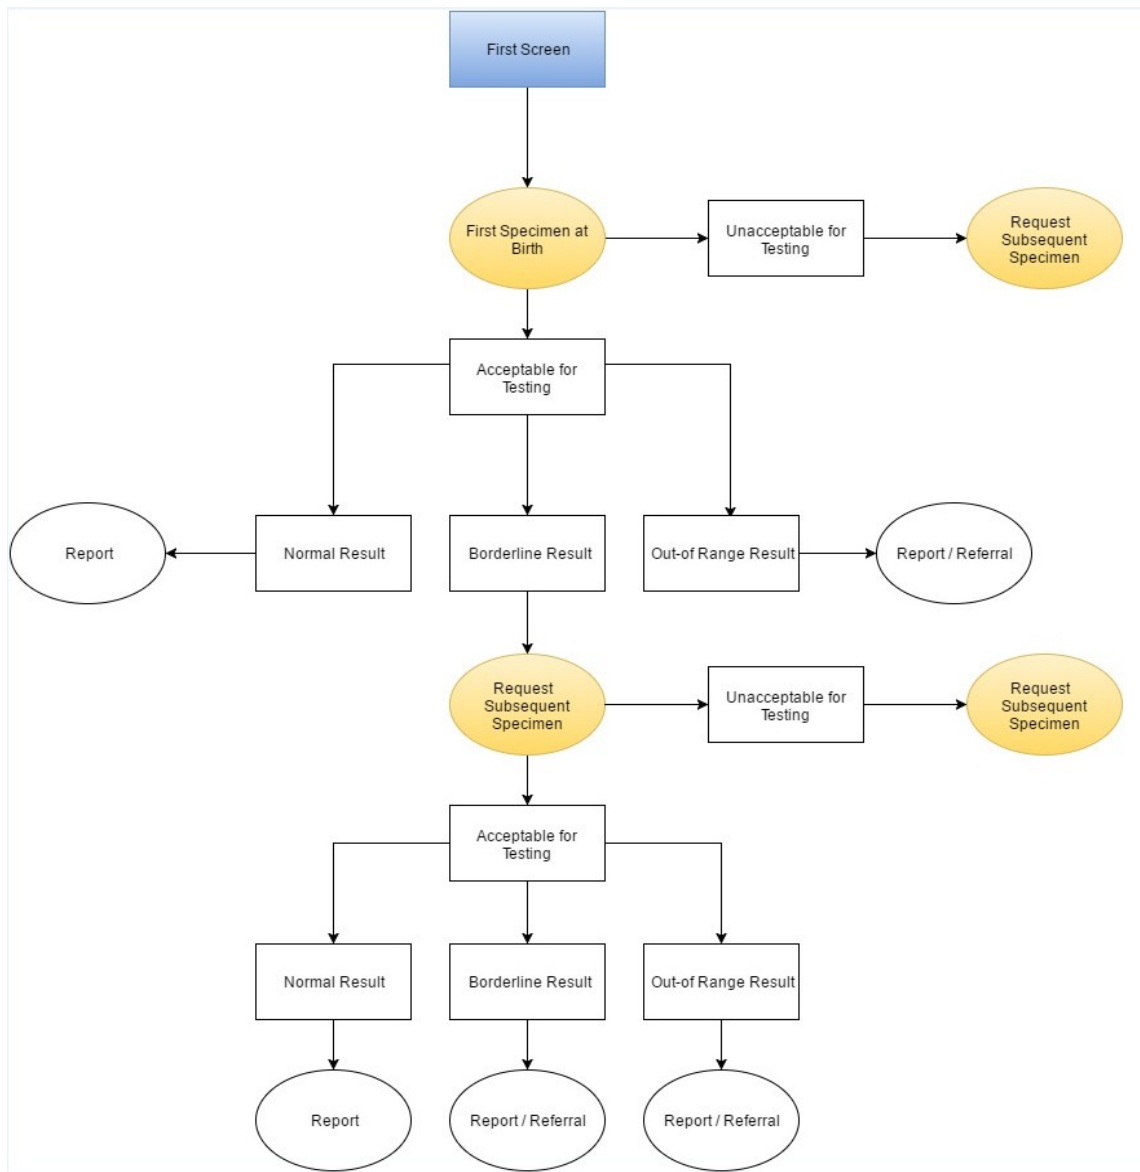 First Screen
First Specimen at
Birth
Unacceptable for
Testing
Request
Subsequent
Specimen
Acceptable for
Testing
Report
Normal Result
Borderline Result
Out-of Range Result
Report / Referral
Request
Subsequent
Specimen
Unacceptable for
Testing
Request
Subsequent
Specimen
Acceptable for
Testing
Normal Result
Borderline Result
Out-of Range Result
Report
Report / Referral
Report / Referral